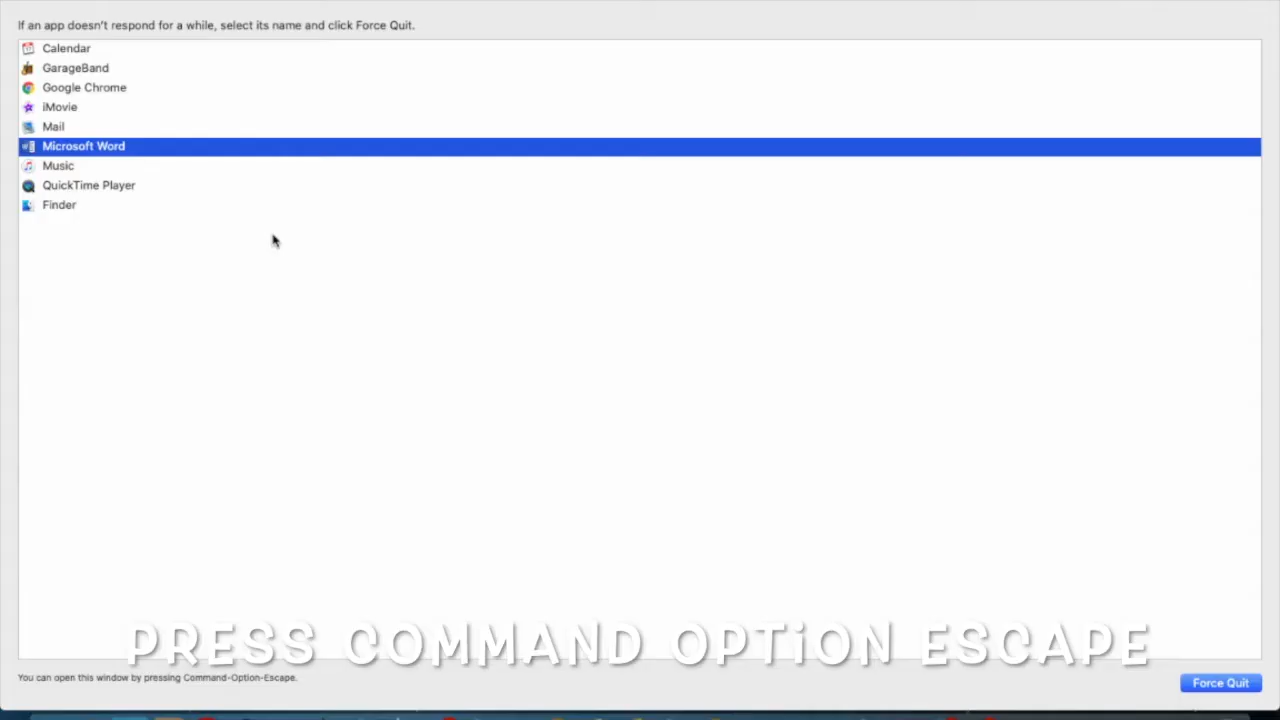 If an app doesn't respond for a while, select its name and click Force Quit.
Calendar
GarageBand
Google Chrome
iMovie
Mail
Microsoft Word
Music
QuickTime Player
Finder
PRESS COMMAND OPTiON ESCAPE
You can open this window by pressing Command-Option-Escape.
Force Quit